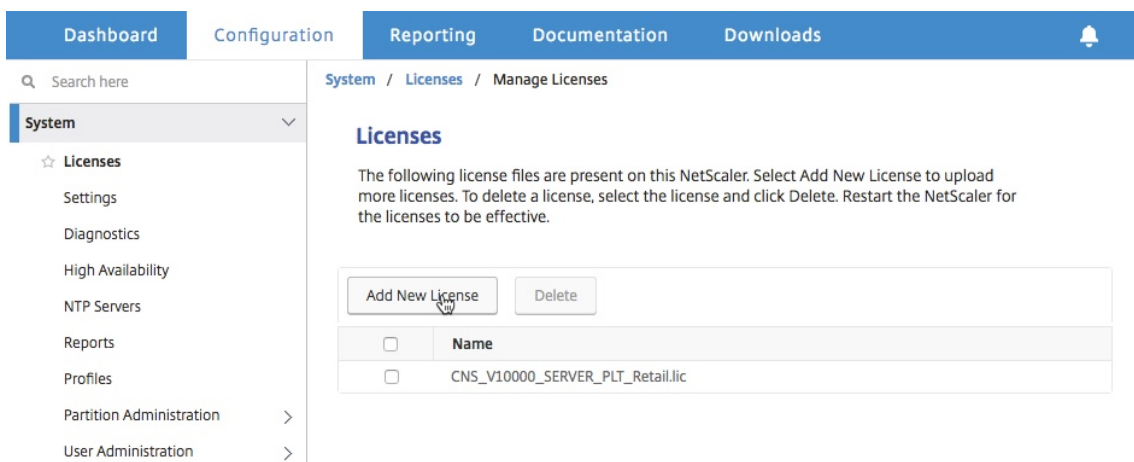 Dashboard
Configuration
Reporting
Documentation
Downloads
Search here
System
Licenses
Settings
Diagnostics
High Availability
NTP Servers
Reports
Profiles
Partition Administration
User Administration
System / Licenses / Manage Licenses
Licenses
The following license files are present on this NetScaler. Select Add New License to upload
more licenses. To delete a license, select the license and click Delete. Restart the NetScaler for
the licenses to be effective.
Add New License
Delete
Name
CNS_V10000_SERVER_PLT_Retail.lic